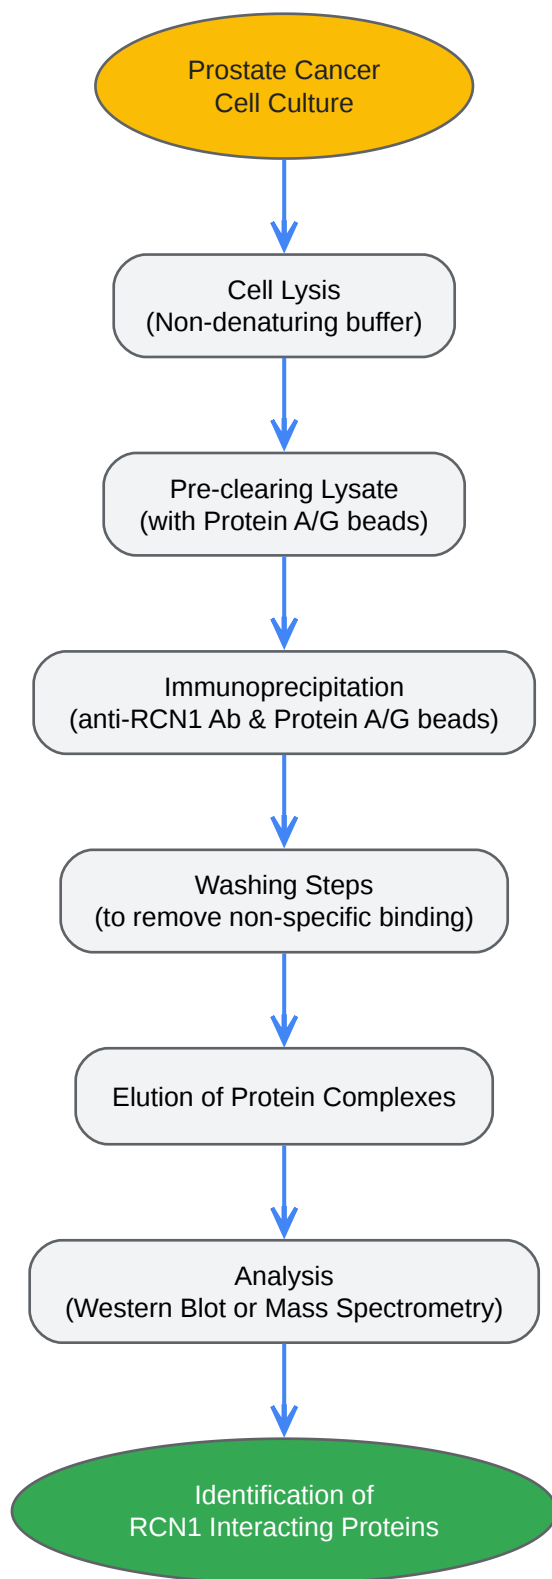 Prostate Cancer
Cell Culture
Cell Lysis
(Non-denaturing buffer)
Pre-clearing Lysate
(with Protein A/G beads)
Immunoprecipitation
(anti-RCN1 Ab & Protein A/G beads)
Washing Steps
(to remove non-specific binding)
Elution of Protein Complexes
Analysis
(Western Blot or Mass Spectrometry)
Identification of
RCN1 Interacting Proteins